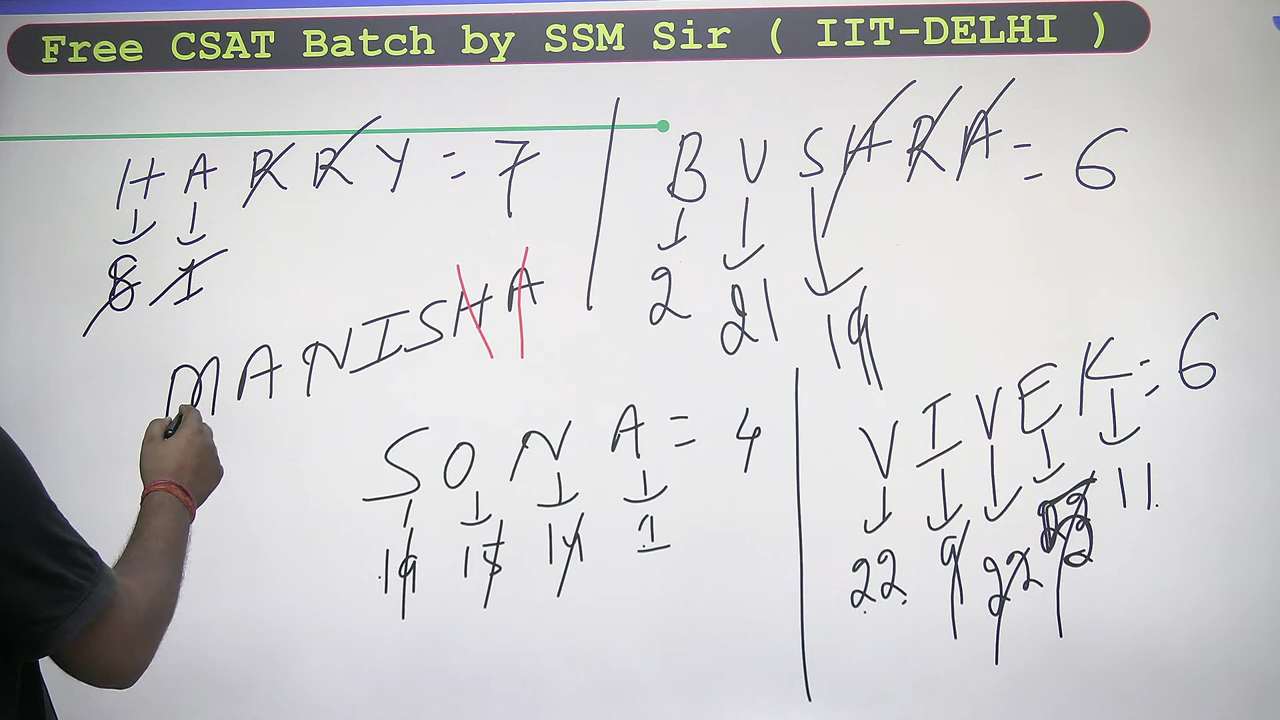 Free CSAT Batch by SSM Sir ( IIT-DELHI )
HARRY = 7
8 1
BUSHRA = 6
2 21 19
MANISHA
SONA = 4
19 15 14 1
VIVEK = 6
22 9 22 11